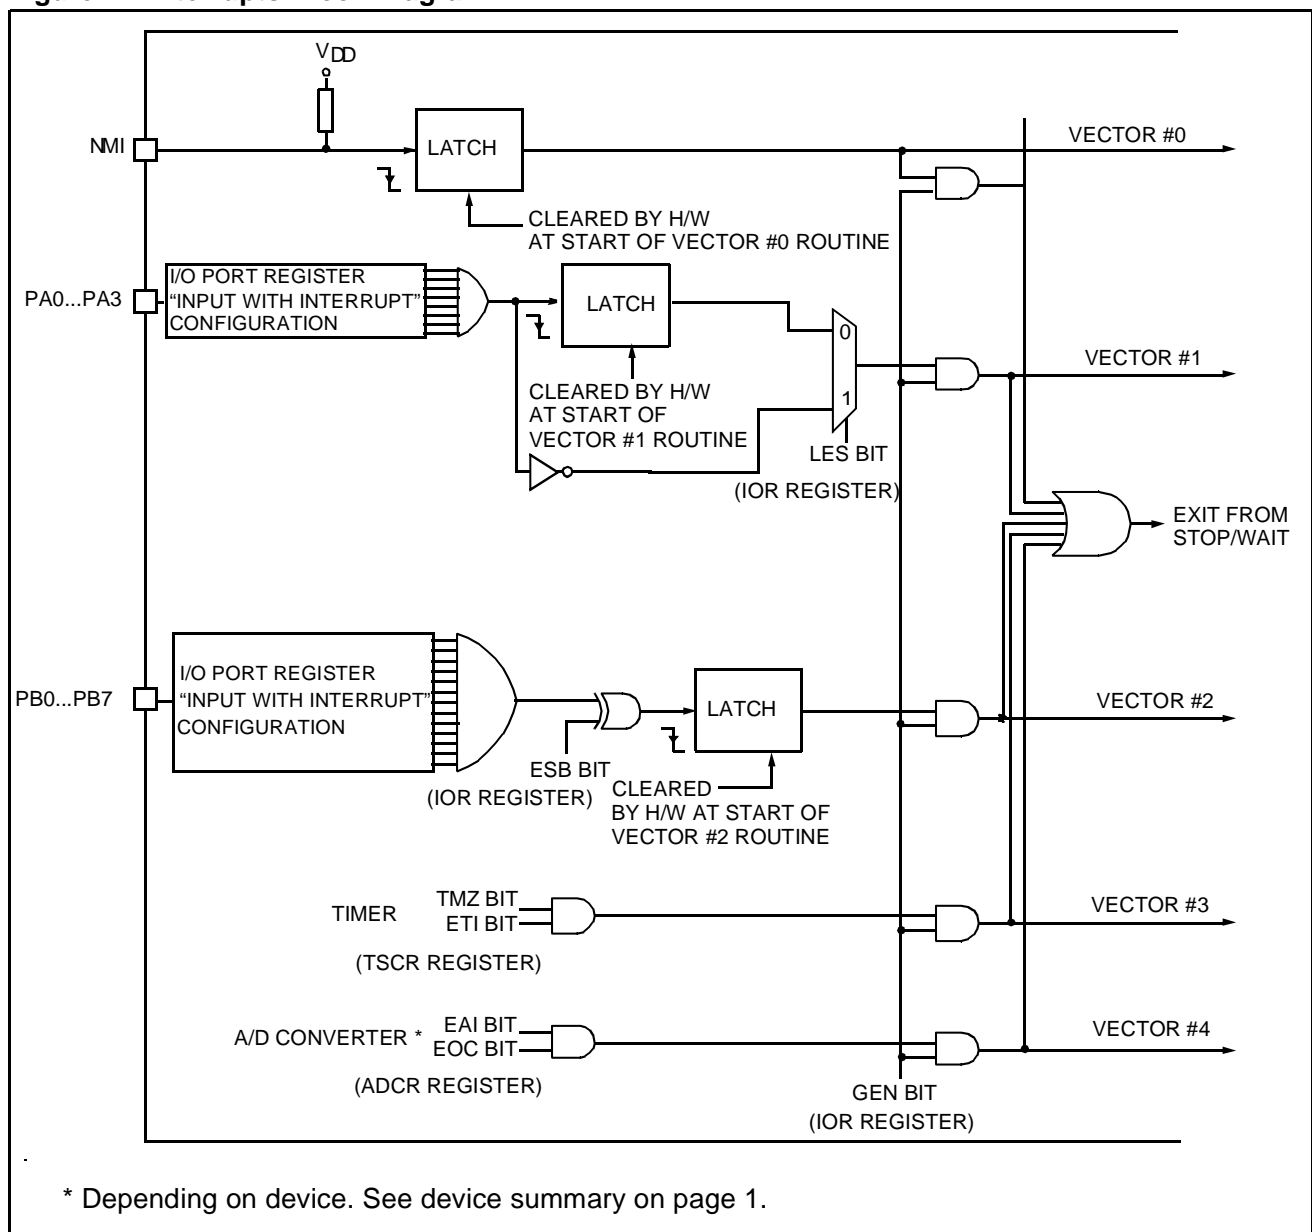 VDD
NMI
LATCH
VECTOR #0
CLEARED BY H/W
AT START OF VECTOR #0 ROUTINE
PA0...PA3
I/O PORT REGISTER
“INPUT WITH INTERRUPT”
CONFIGURATION
LATCH
0
1
VECTOR #1
CLEARED BY H/W
AT START OF
VECTOR #1 ROUTINE
LES BIT
(IOR REGISTER)
EXIT FROM
STOP/WAIT
PB0...PB7
I/O PORT REGISTER
“INPUT WITH INTERRUPT”
CONFIGURATION
LATCH
VECTOR #2
ESB BIT
(IOR REGISTER)
CLEARED
BY H/W AT START OF
VECTOR #2 ROUTINE
TIMER
TMZ BIT
ETI BIT
(TSCR REGISTER)
VECTOR #3
A/D CONVERTER *
EAI BIT
EOC BIT
(ADCR REGISTER)
VECTOR #4
GEN BIT
(IOR REGISTER)
* Depending on device. See device summary on page 1.